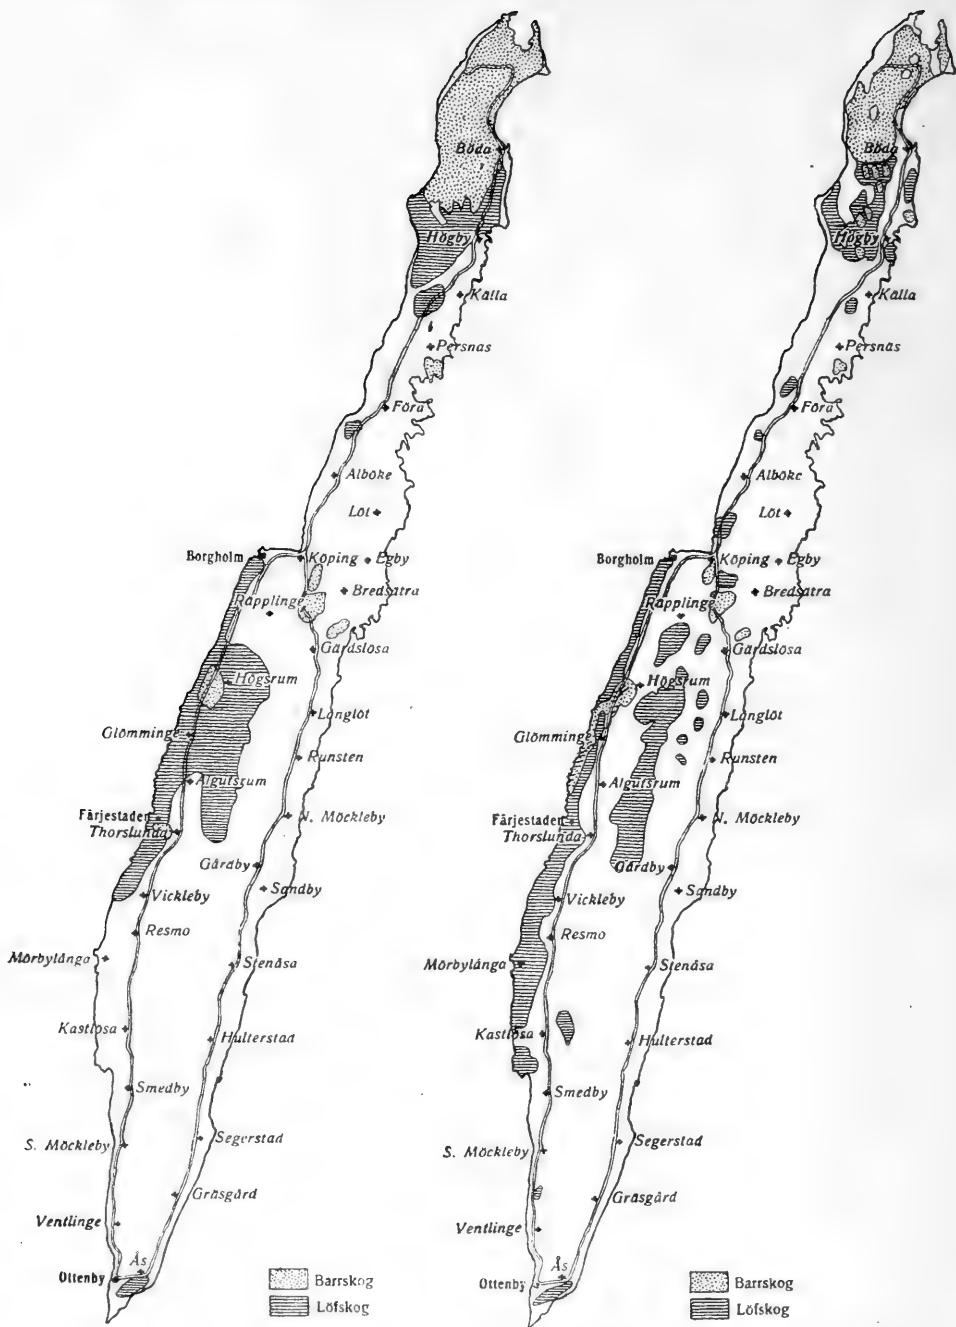 Böda
Högby
Källa
Persnäs
Föra
Alböke
Löt
Borgholm
Köping
Egby
Räpplinge
Bredsätra
Gärdslösa
Högsrum
Långlöt
Glömminge
Runsten
Algutsrum
Färjestaden
N. Möckleby
Thorslunda
Gårdby
Sandby
Vickleby
Resmo
Mörbylånga
Stenåsa
Kastlösa
Hulterstad
Smedby
S. Möckleby
Segerstad
Gräsgård
Ventlinge
Ås
Ottenby
Barrskog
Löfskog
Böda
Högby
Källa
Persnäs
Föra
Alböke
Löt
Borgholm
Köping
Egby
Räpplinge
Bredsätra
Gärdslösa
Högsrum
Långlöt
Glömminge
Runsten
Algutsrum
Färjestaden
N. Möckleby
Thorslunda
Gårdby
Sandby
Vickleby
Resmo
Mörbylånga
Stenåsa
Kastlösa
Hulterstad
Smedby
S. Möckleby
Segerstad
Gräsgård
Ventlinge
Ås
Ottenby
Barrskog
Löfskog